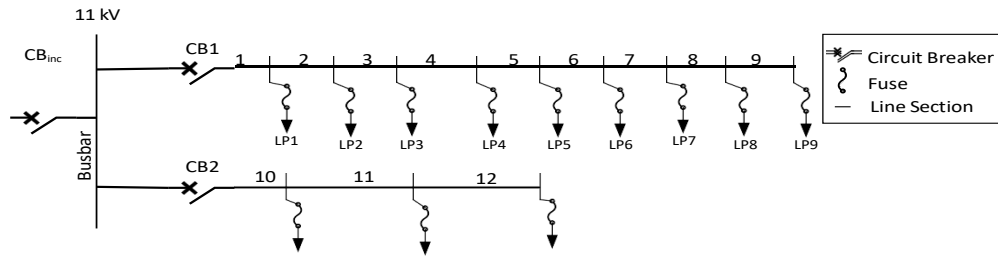 11 kV
CBinc
CB1
1 2 3 4 5 6 7 8 9
Circuit Breaker
Fuse
Line Section
LP1 LP2 LP3 LP4 LP5 LP6 LP7 LP8 LP9
Busbar
CB2
10 11 12